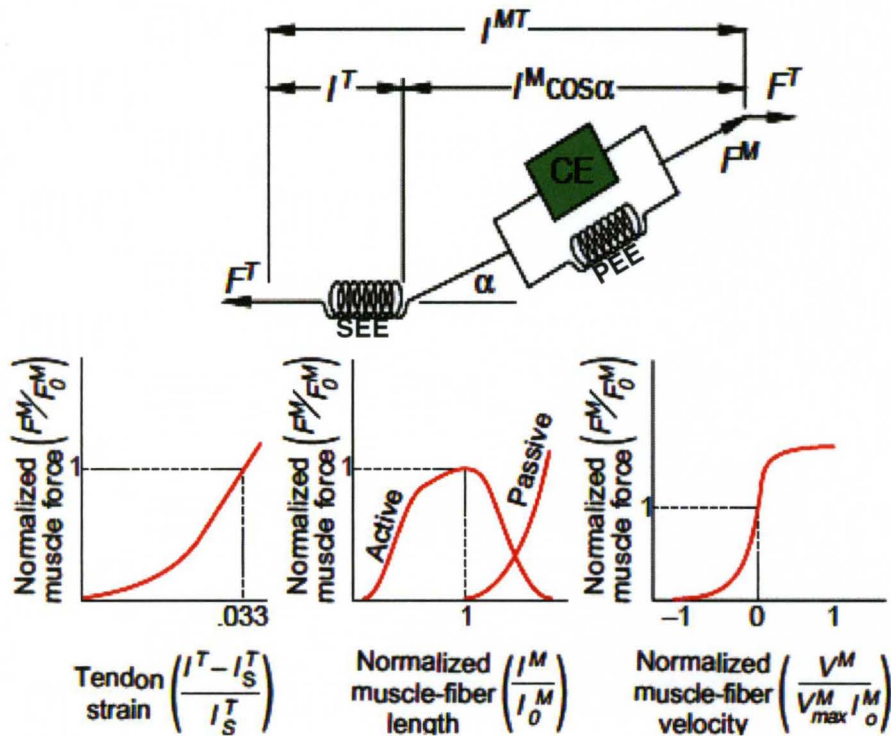 l^MT
l^T l^M cosα F^T
F^M
CE
PEE
F^T α
SEE
Normalized muscle force (F^M/F_0^M)
1
.033
Tendon strain (l^T – l_S^T / l_S^T)
Normalized muscle force (F^M/F_0^M)
1
Active
Passive
1
Normalized muscle-fiber length (l^M / l_0^M)
Normalized muscle force (F^M/F_0^M)
1
–1 0 1
Normalized muscle-fiber velocity (V^M / V_max^M l_o^M)